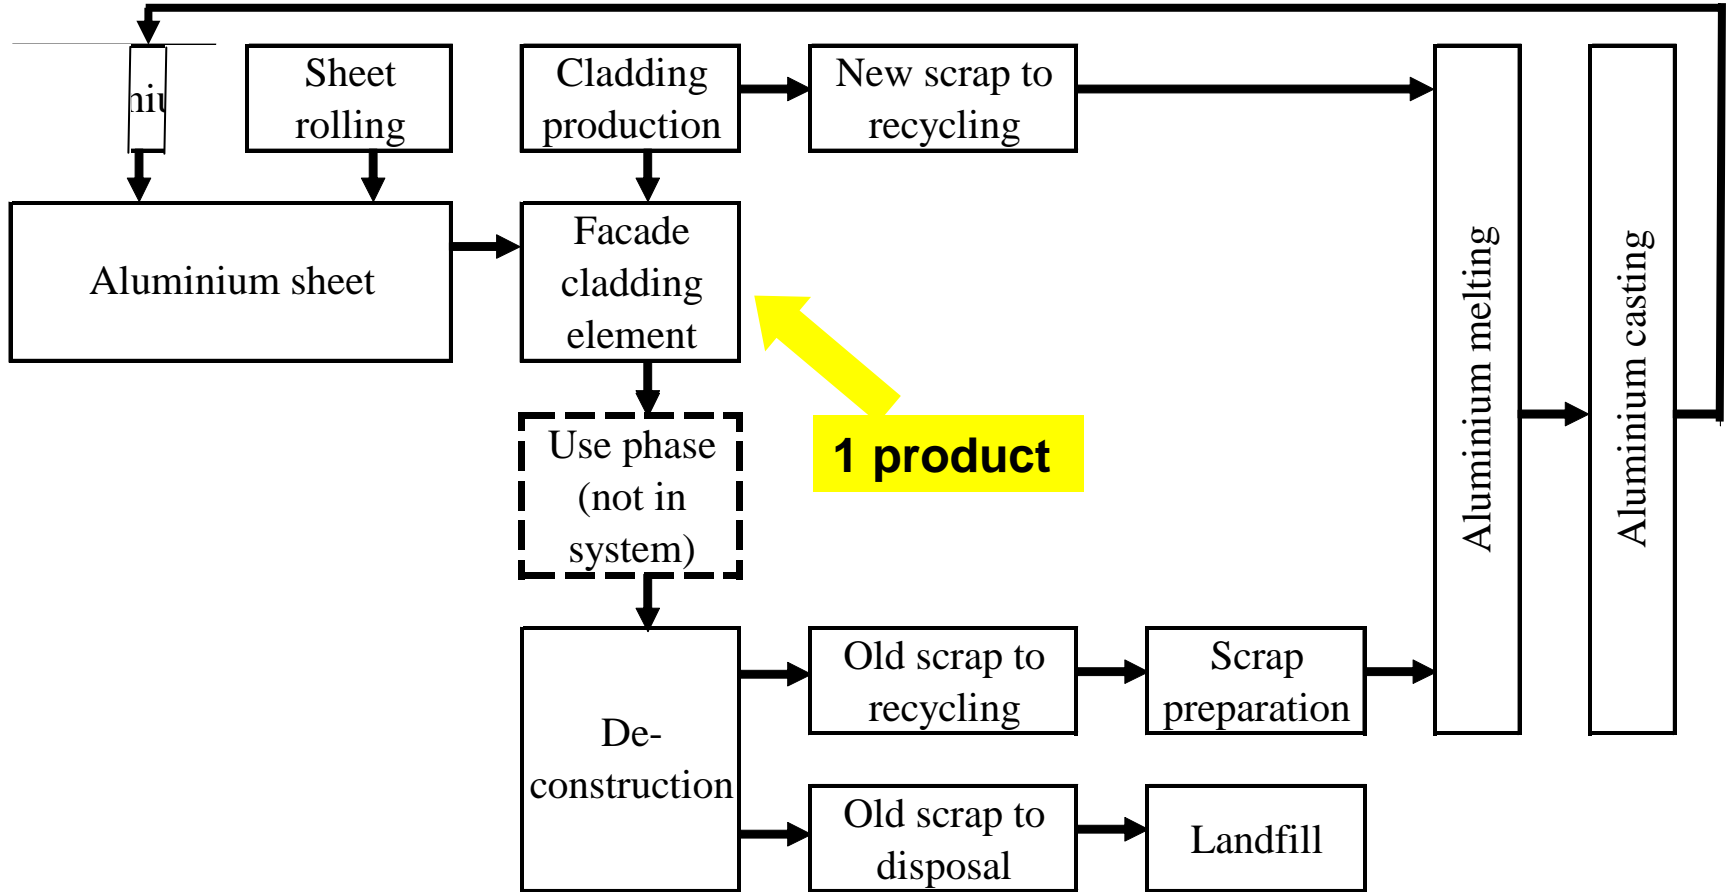 Sheet
rolling
Cladding
production
New scrap to
recycling
Aluminium sheet
Facade
cladding
element
1 product
Use phase
(not in
system)
De-
construction
Old scrap to
recycling
Scrap
preparation
Old scrap to
disposal
Landfill
Aluminium melting
Aluminium casting